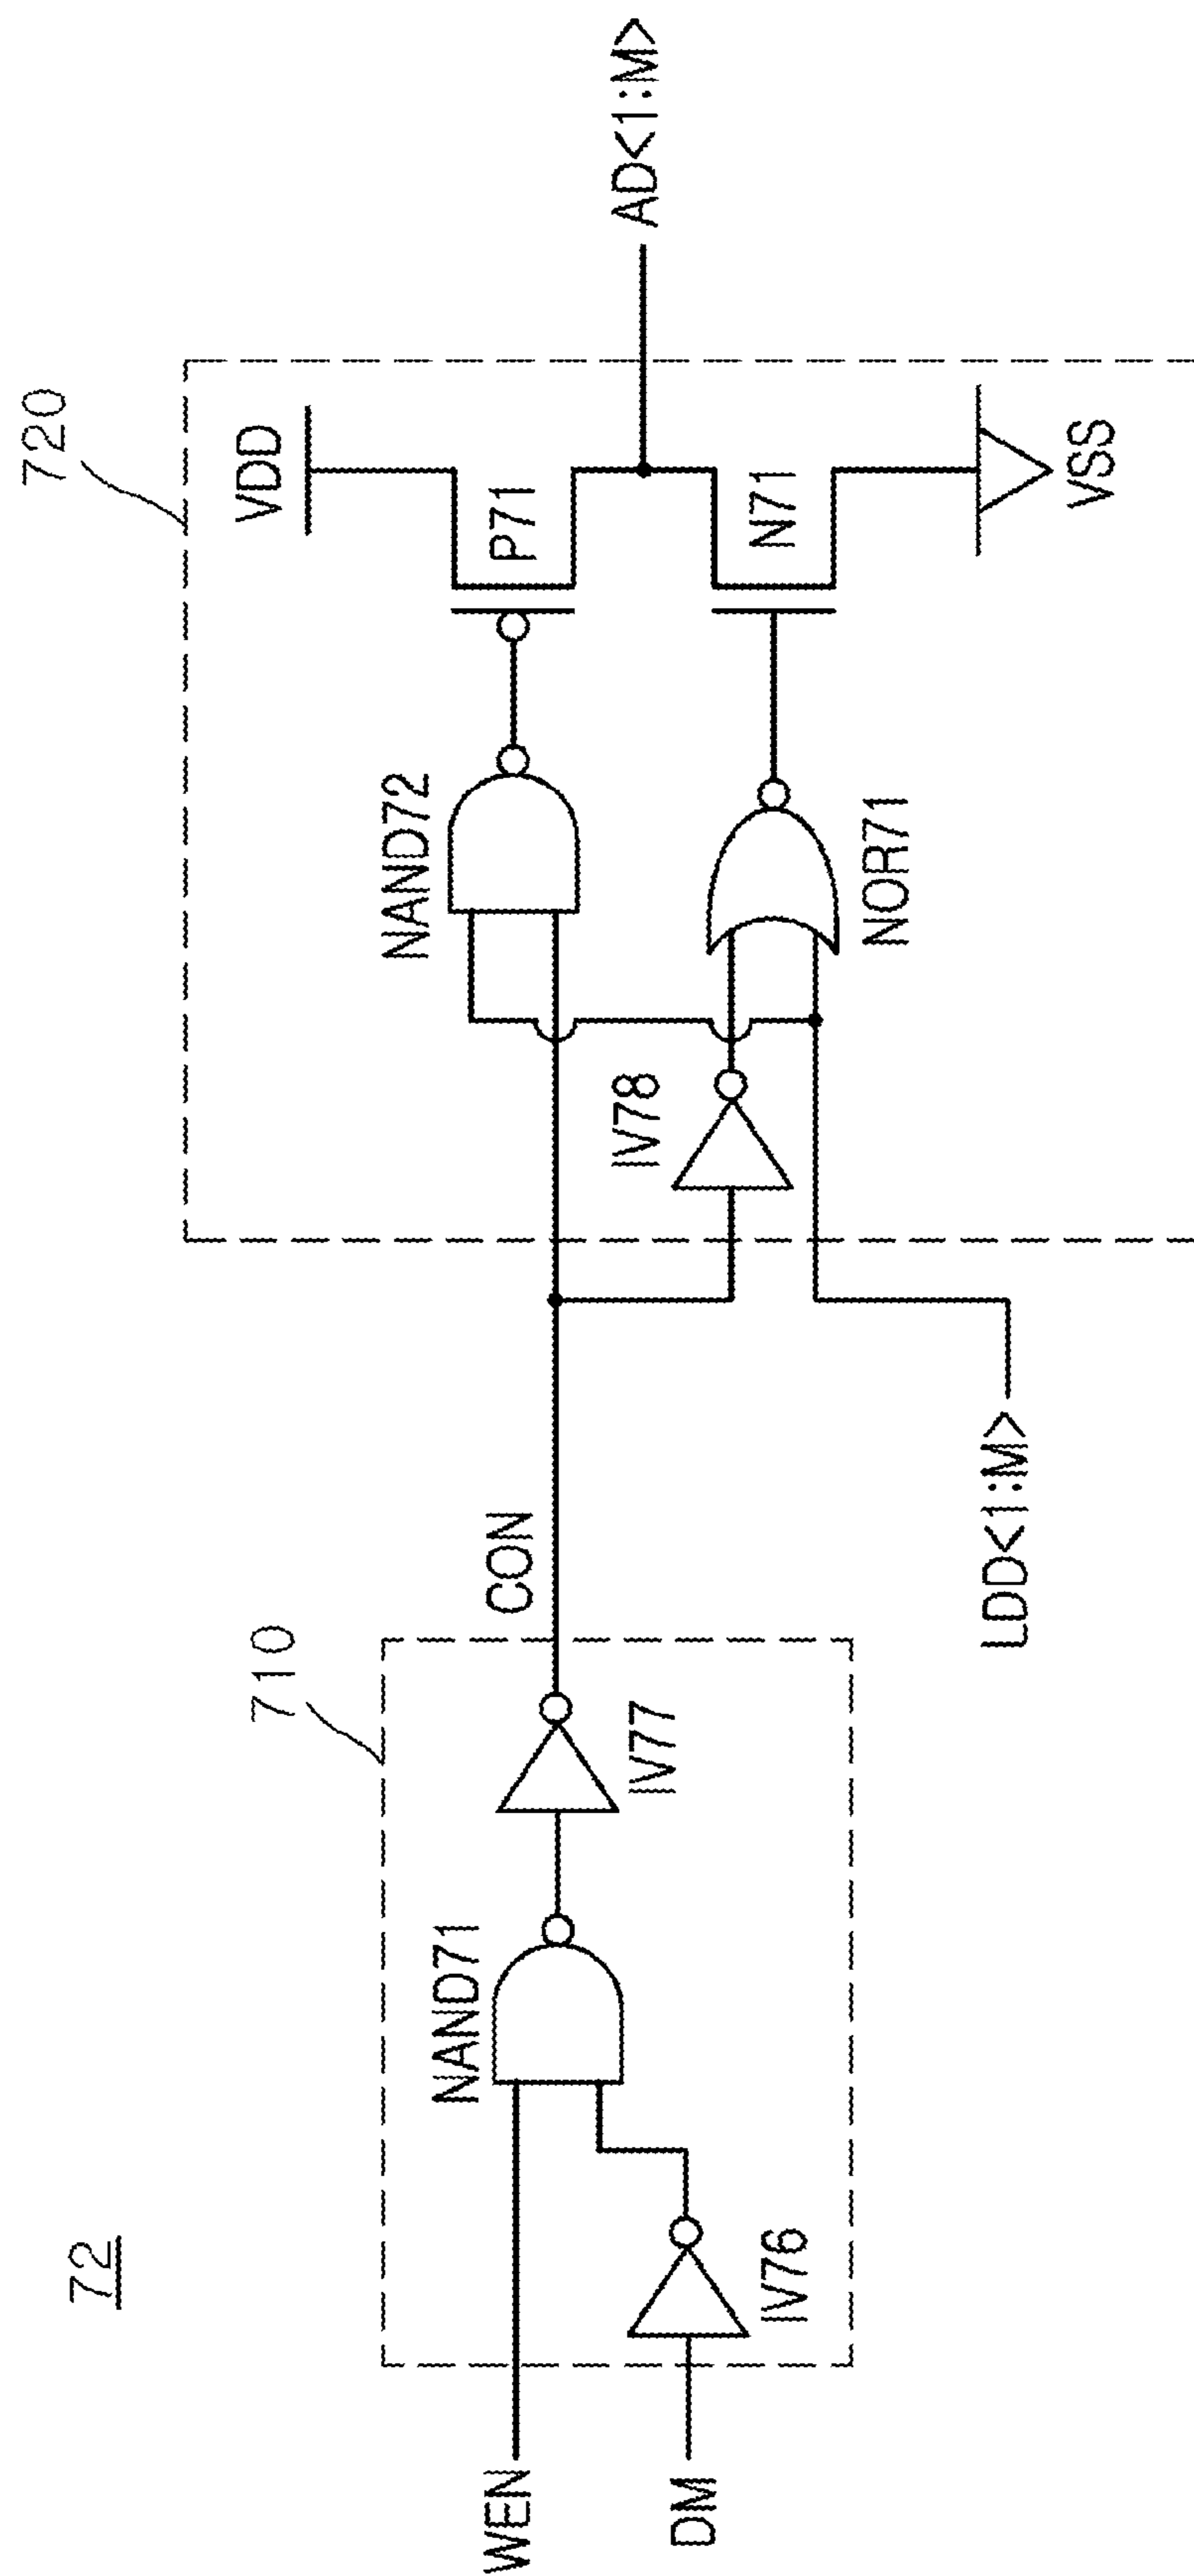 72
720
VDD
NAND72
P71
AD<1:M>
710
CON
NAND71
IV77
WEN
IV78
N71
DM
IV76
NOR71
LDD<1:M>
VSS